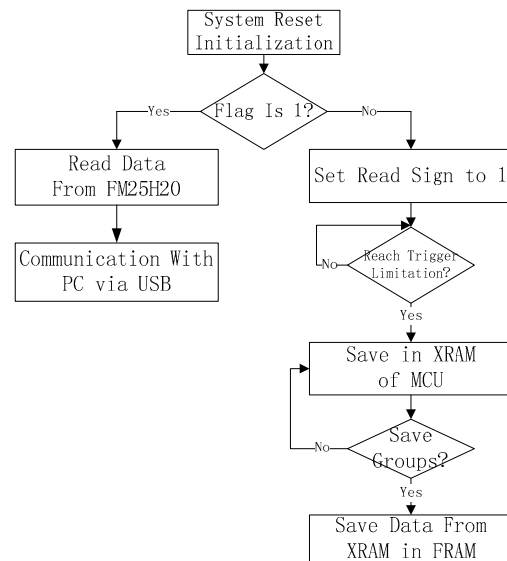 System Reset
Initialization
Flag Is 1?
Yes
No
Read Data
From FM25H20
Set Read Sign to 1
Communication With
PC via USB
Reach Trigger
Limitation?
No
Yes
Save in XRAM
of MCU
Save
Groups?
No
Yes
Save Data From
XRAM in FRAM